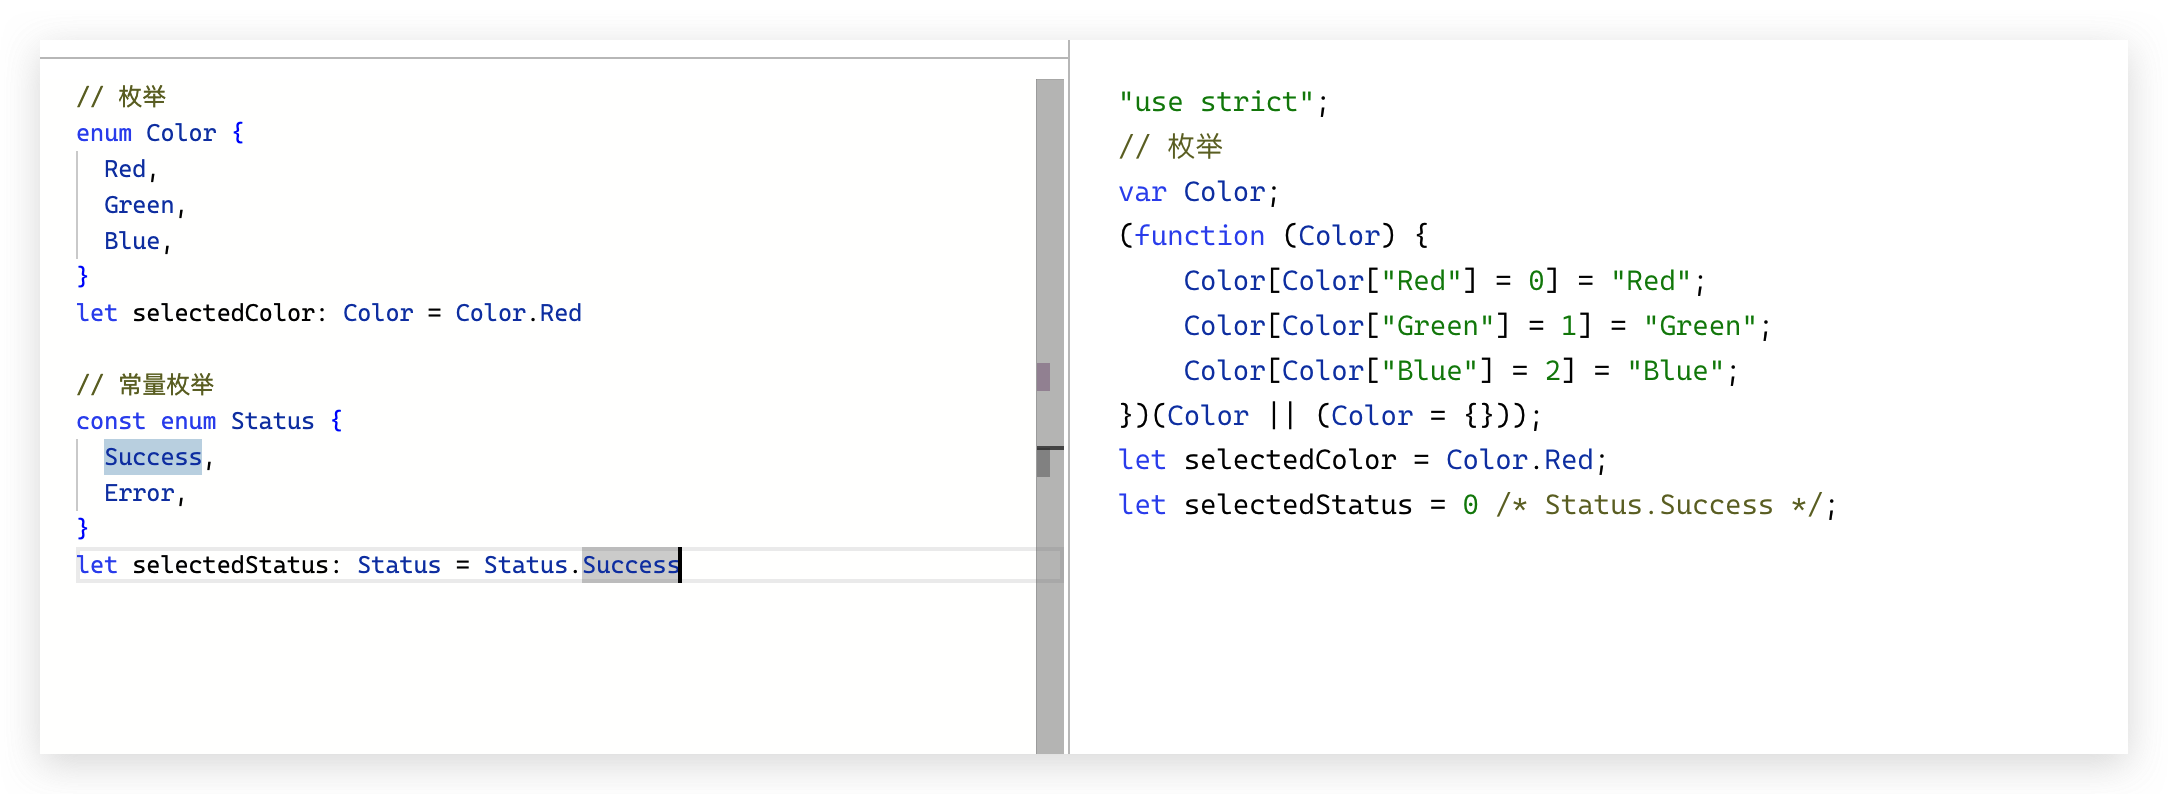 // 枚举
enum Color {
  Red,
  Green,
  Blue,
}
let selectedColor: Color = Color.Red

// 常量枚举
const enum Status {
  Success,
  Error,
}
let selectedStatus: Status = Status.Success

"use strict";
// 枚举
var Color;
(function (Color) {
    Color[Color["Red"] = 0] = "Red";
    Color[Color["Green"] = 1] = "Green";
    Color[Color["Blue"] = 2] = "Blue";
})(Color || (Color = {}));
let selectedColor = Color.Red;
let selectedStatus = 0 /* Status.Success */;